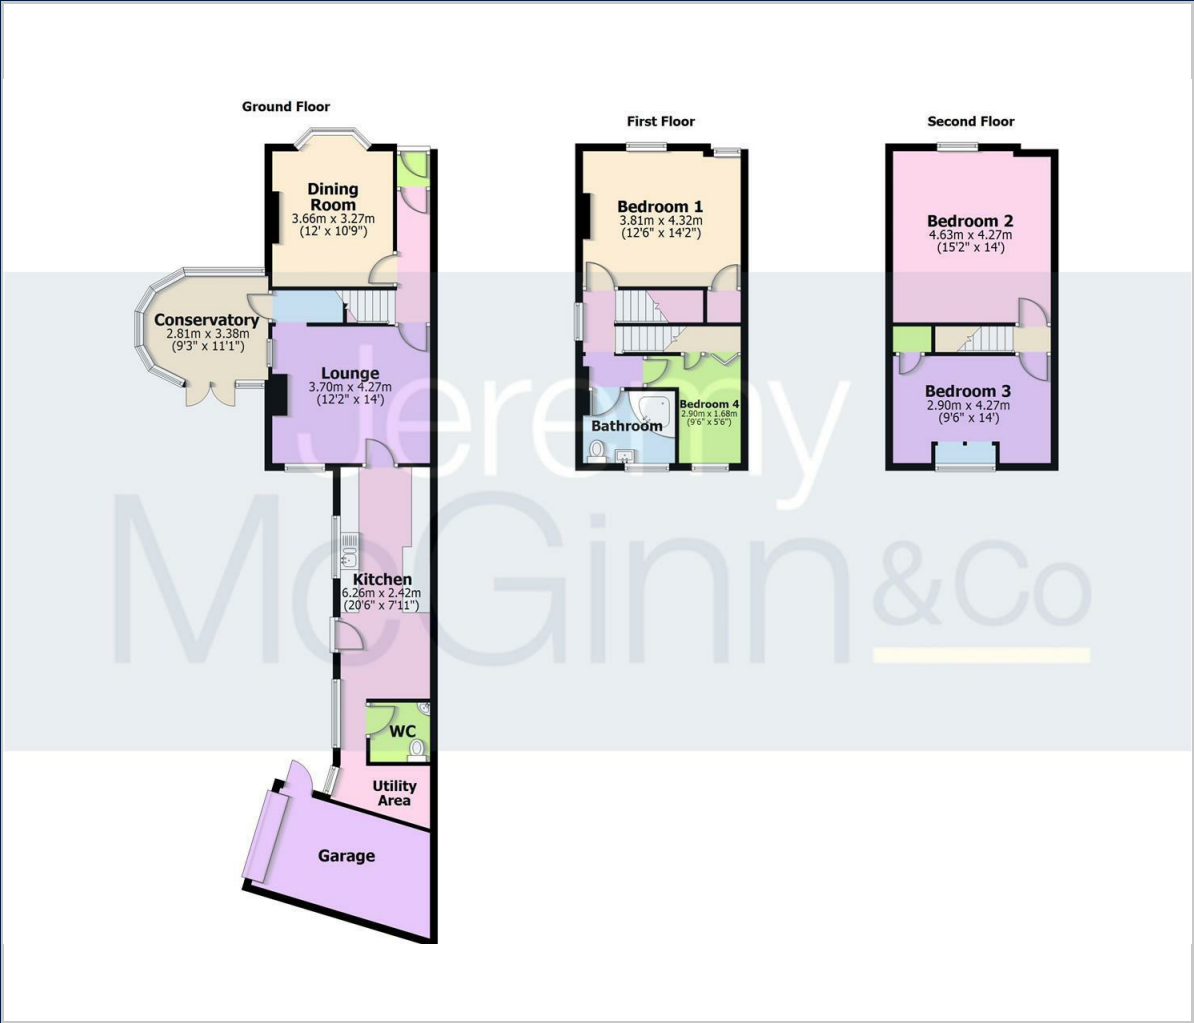 Ground Floor
Dining
Room
3.66m x 3.27m
(12' x 10'9")
Conservatory
2.81m x 3.38m
(9'3" x 11'1")
Lounge
3.70m x 4.27m
(12'2" x 14')
Kitchen
6.26m x 2.42m
(20'6" x 7'11")
WC
Utility
Area
Garage
First Floor
Bedroom 1
3.81m x 4.32m
(12'6" x 14'2")
Bedroom 4
2.90m x 1.68m
(9'6" x 5'6")
Bathroom
Second Floor
Bedroom 2
4.63m x 4.27m
(15'2" x 14')
Bedroom 3
2.90m x 4.27m
(9'6" x 14')
Jeremy
McGinn & Co